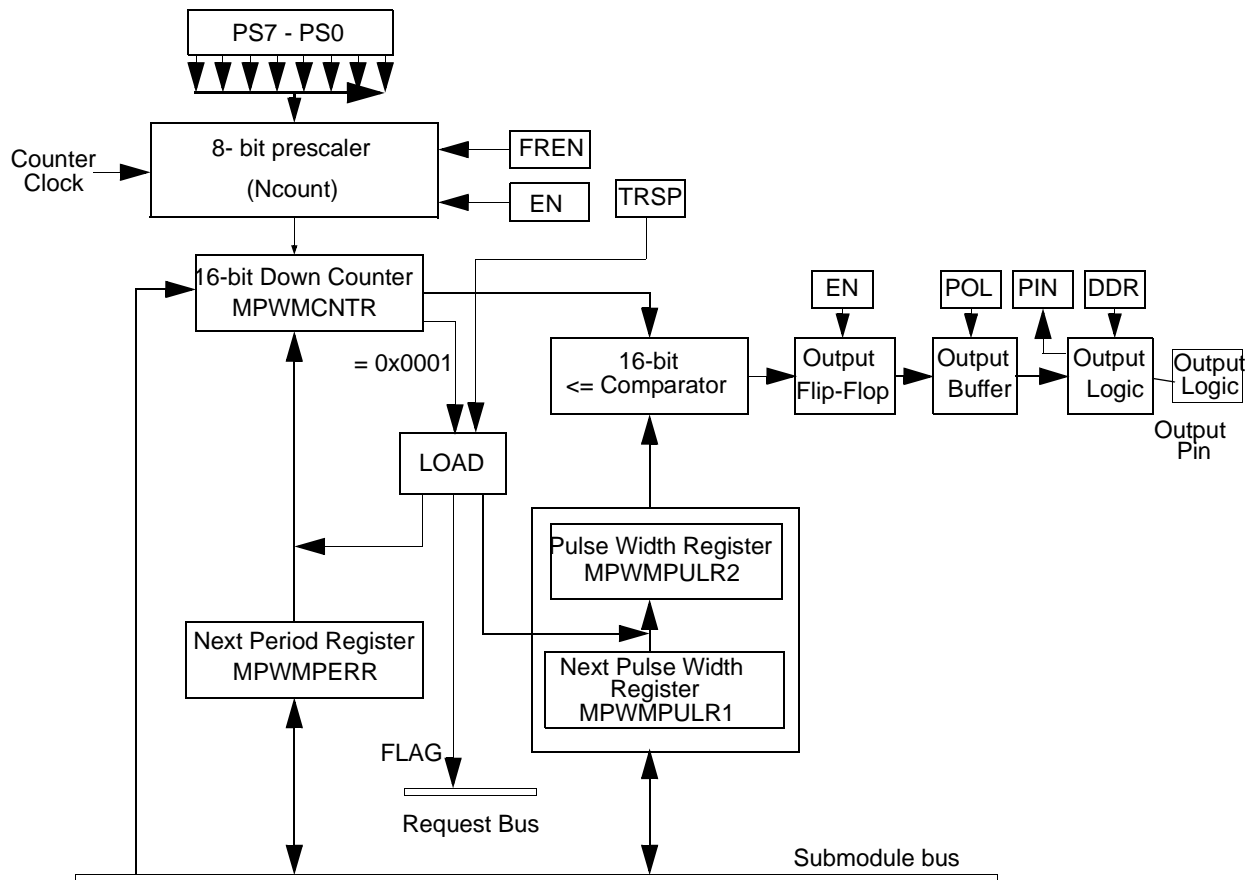 PS7 - PS0
8- bit prescaler
(Ncount)
Counter
Clock
FREN
EN
TRSP
16-bit Down Counter
MPWMCNTR
= 0x0001
EN
POL
PIN
DDR
16-bit
<= Comparator
Output
Flip-Flop
Output
Buffer
Output
Logic
Output
Logic
Output
Pin
LOAD
Pulse Width Register
MPWMPULR2
Next Period Register
MPWMPERR
Next Pulse Width
Register
MPWMPULR1
FLAG
Request Bus
Submodule bus